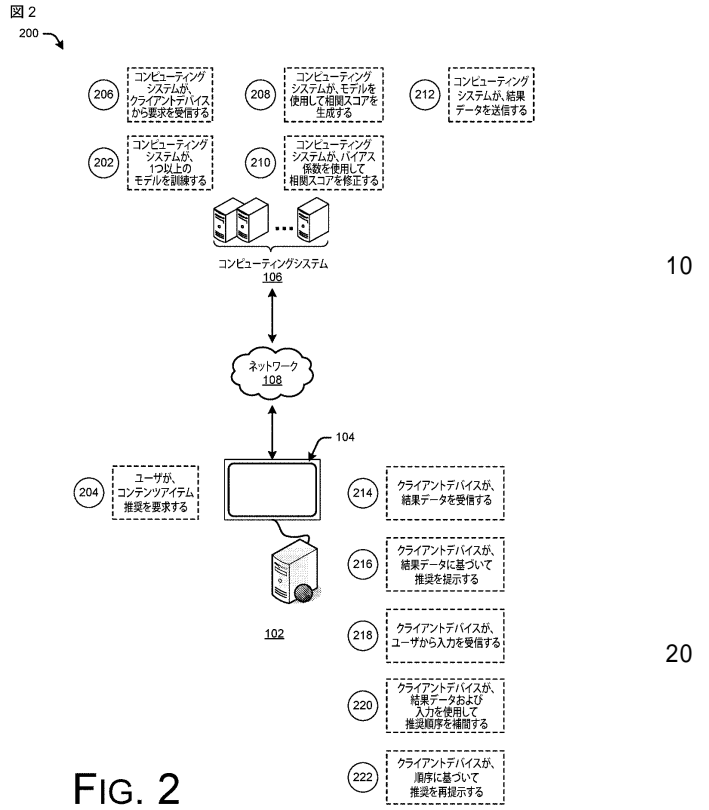 図2
200
206
コンピューティング
システムが、
クライアントデバイス
から要求を受信する
208
コンピューティング
システムが、モデルを
使用して相関スコアを
生成する
212
コンピューティング
システムが、結果
データを送信する
202
コンピューティング
システムが、
1つ以上の
モデルを訓練する
210
コンピューティング
システムが、バイアス
係数を使用して
相関スコアを修正する
コンピューティングシステム
106
10
ネットワーク
108
104
204
ユーザが、
コンテンツアイテム
推奨を要求する
214
クライアントデバイスが、
結果データを受信する
216
クライアントデバイスが、
結果データに基づいて
推奨を提示する
102
218
クライアントデバイスが、
ユーザから入力を受信する
20
220
クライアントデバイスが、
結果データおよび
入力を使用して
推奨順序を補間する
222
クライアントデバイスが、
順序に基づいて
推奨を再提示する
FIG. 2